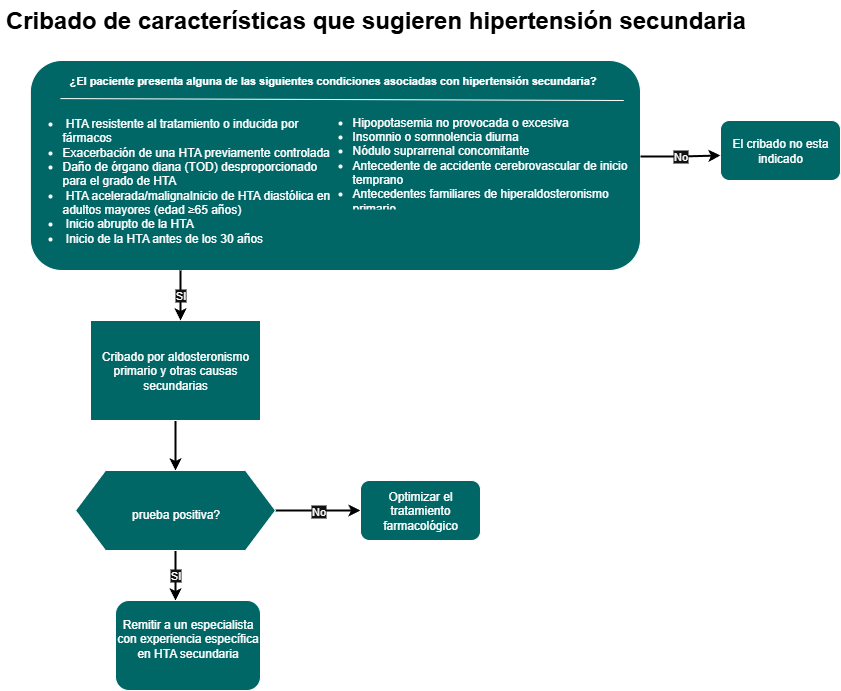 Cribado de características que sugieren hipertensión secundaria
¿El paciente presenta alguna de las siguientes condiciones asociadas con hipertensión secundaria?
• HTA resistente al tratamiento o inducida por
fármacos
• Exacerbación de una HTA previamente controlada
• Daño de órgano diana (TOD) desproporcionado
para el grado de HTA
• HTA acelerada/malignaInicio de HTA diastólica en
adultos mayores (edad ≥65 años)
• Inicio abrupto de la HTA
• Inicio de la HTA antes de los 30 años
• Hipopotasemia no provocada o excesiva
• Insomnio o somnolencia diurna
• Nódulo suprarrenal concomitante
• Antecedente de accidente cerebrovascular de inicio
temprano
• Antecedentes familiares de hiperaldosteronismo
primario
No
El cribado no esta
indicado
Si
Cribado por aldosteronismo
primario y otras causas
secundarias
prueba positiva?
No
Optimizar el
tratamiento
farmacológico
Si
Remitir a un especialista
con experiencia específica
en HTA secundaria